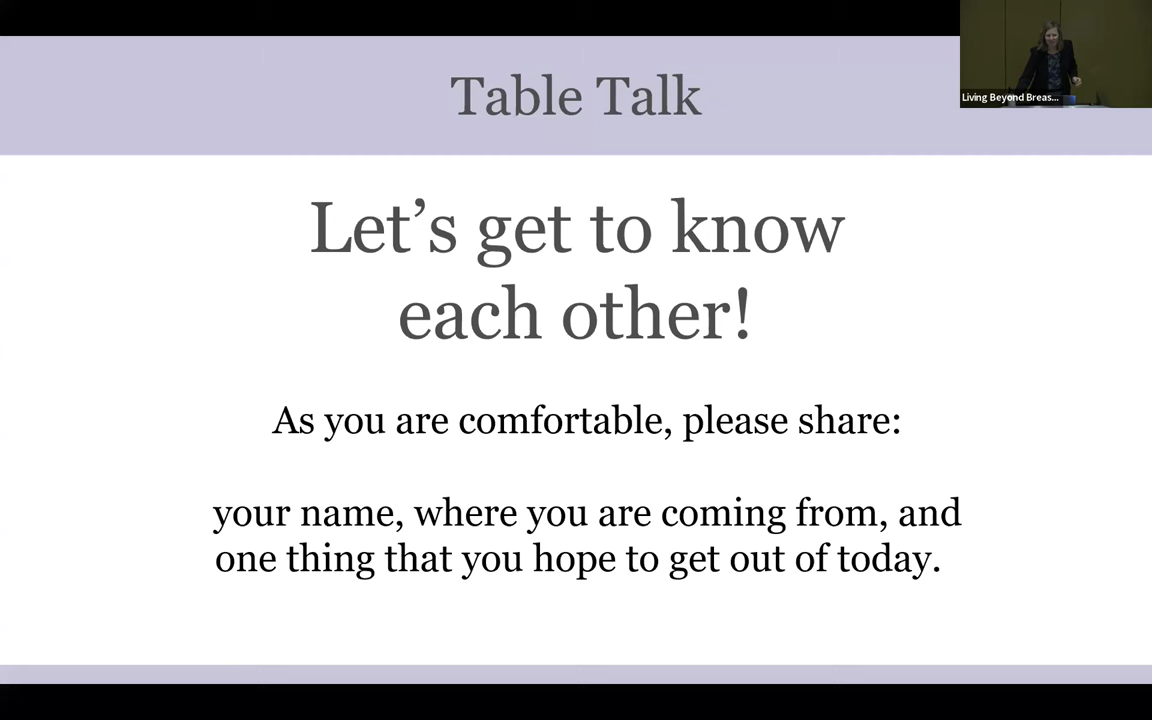 Table Talk
Living Beyond Breas...
Let’s get to know
each other!
As you are comfortable, please share:
your name, where you are coming from, and
one thing that you hope to get out of today.